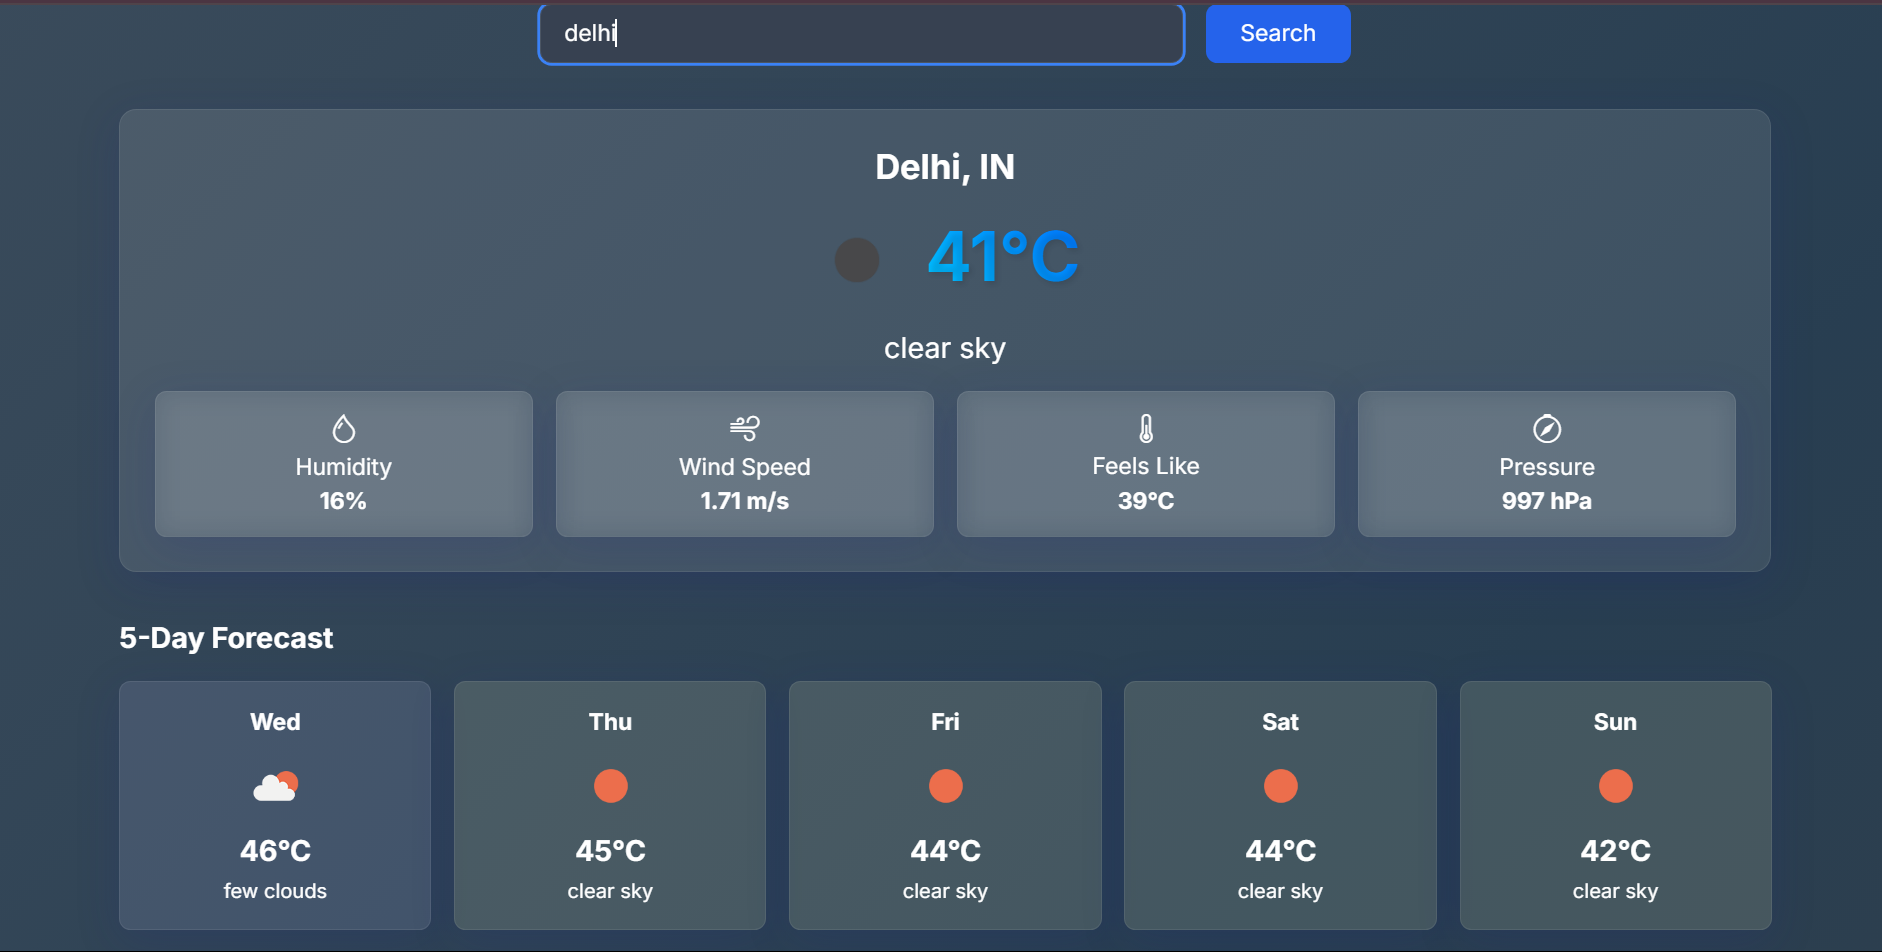 delhi
Search
Delhi, IN
41°C
clear sky
Humidity
16%
Wind Speed
1.71 m/s
Feels Like
39°C
Pressure
997 hPa
5-Day Forecast
Wed
46°C
few clouds
Thu
45°C
clear sky
Fri
44°C
clear sky
Sat
44°C
clear sky
Sun
42°C
clear sky